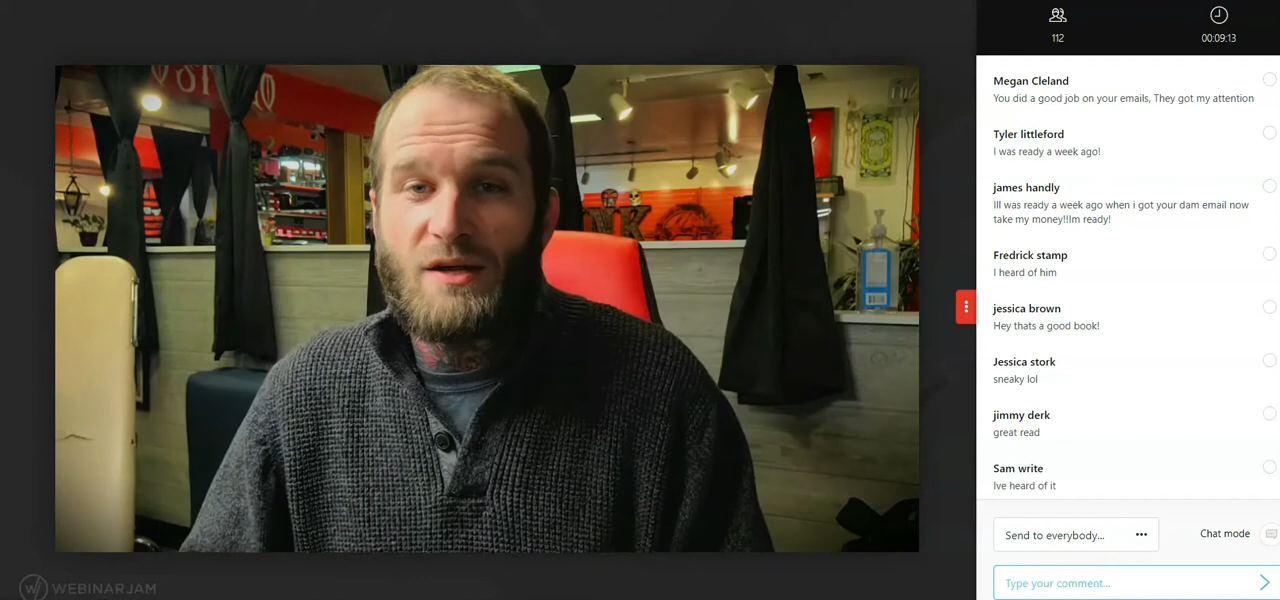 112
00:09:13
Megan Cleland
You did a good job on your emails, They got my attention
Tyler littleford
I was ready a week ago!
james handly
Ill was ready a week ago when i got your dam email now
take my money!!Im ready!
Fredrick stamp
I heard of him
jessica brown
Hey thats a good book!
Jessica stork
sneaky lol
jimmy derk
great read
Sam write
Ive heard of it
Send to everybody...
Chat mode
Type your comment...
WEBINARJAM